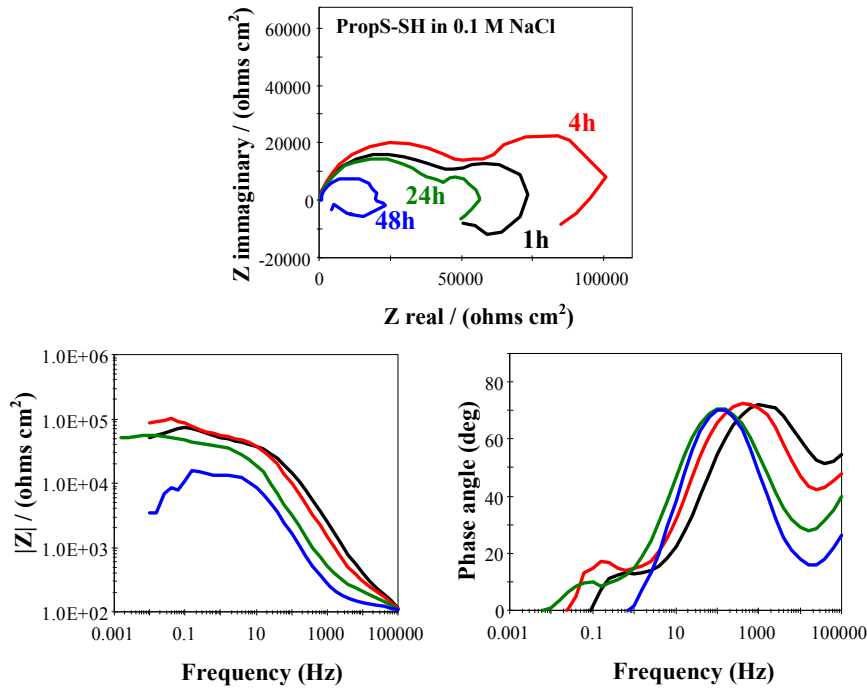 PropS-SH in 0.1 M NaCl
60000
40000
20000
0
-20000
Z immaginary / (ohms cm²)
4h
24h
48h
1h
0
50000
100000
Z real / (ohms cm²)
1.0E+06
1.0E+05
1.0E+04
1.0E+03
1.0E+02
|Z| / (ohms cm²)
0.001
0.1
10
1000
100000
Frequency (Hz)
80
60
40
20
0
Phase angle (deg)
0.001
0.1
10
1000
100000
Frequency (Hz)